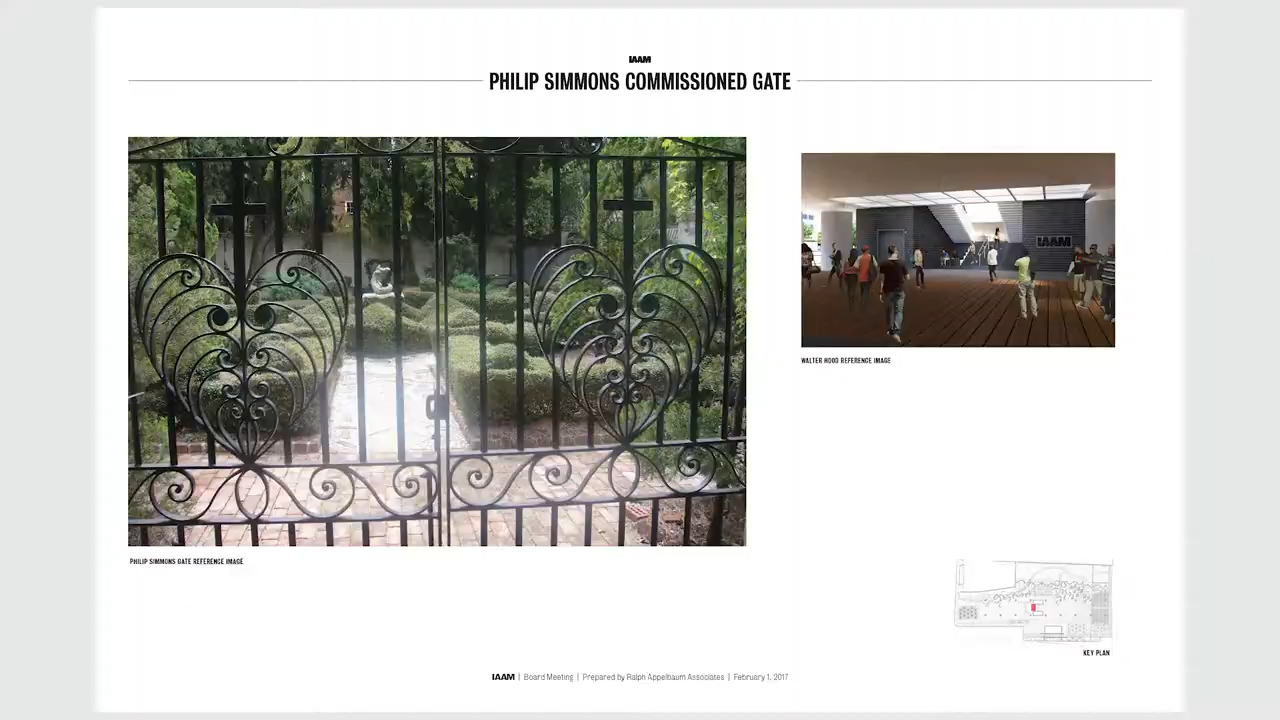 IAAM
PHILIP SIMMONS COMMISSIONED GATE
IAAM
WALTER HOOD REFERENCE IMAGE
PHILIP SIMMONS GATE REFERENCE IMAGE
KEY PLAN
IAAM | Board Meeting | Prepared by Ralph Appelbaum Associates | February 1, 2017